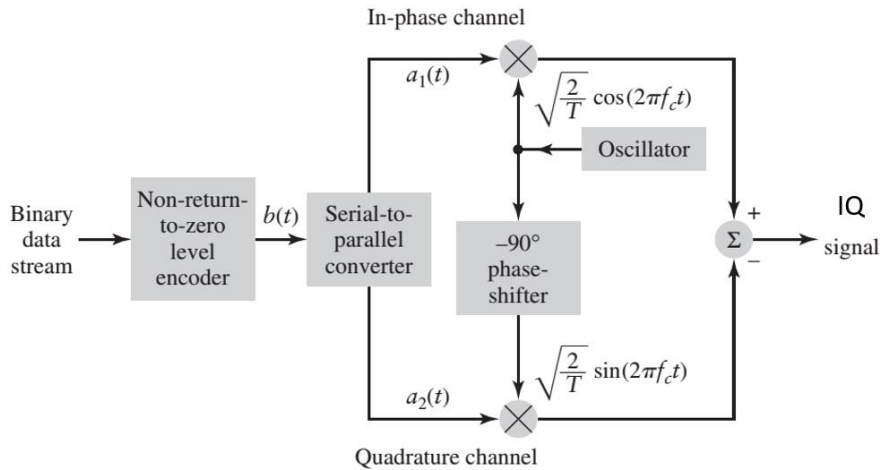 In-phase channel
a₁(t)
√(2/T) cos(2πf_ct)
Oscillator
Binary
data
stream
Non-return-
to-zero
level
encoder
b(t)
Serial-to-
parallel
converter
–90°
phase-
shifter
+
Σ
–
IQ
signal
√(2/T) sin(2πf_ct)
a₂(t)
Quadrature channel